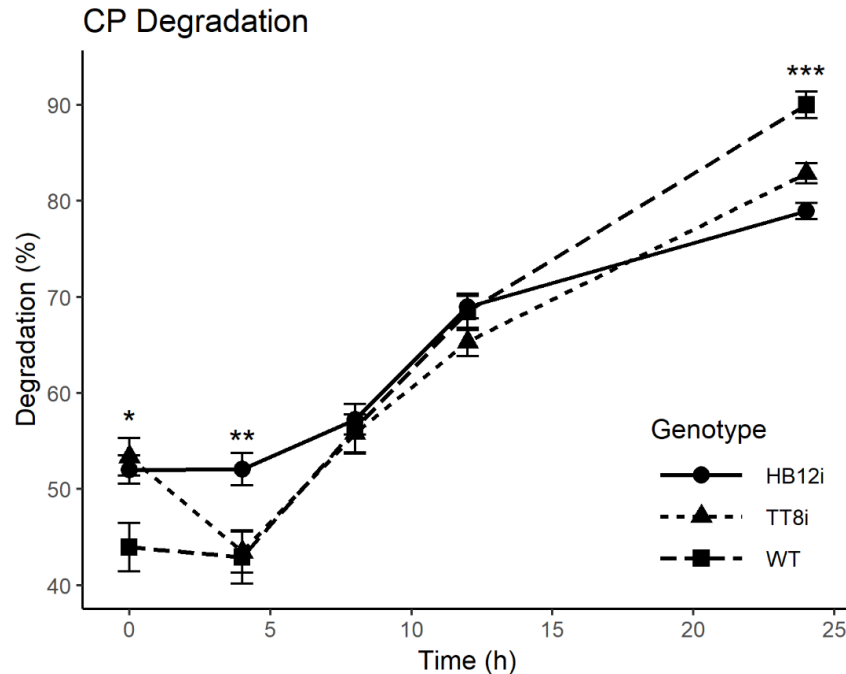 CP Degradation
***
90
80
70
Degradation (%)
60
*
**
50
40
Genotype
HB12i
TT8i
WT
0
5
10
15
20
25
Time (h)